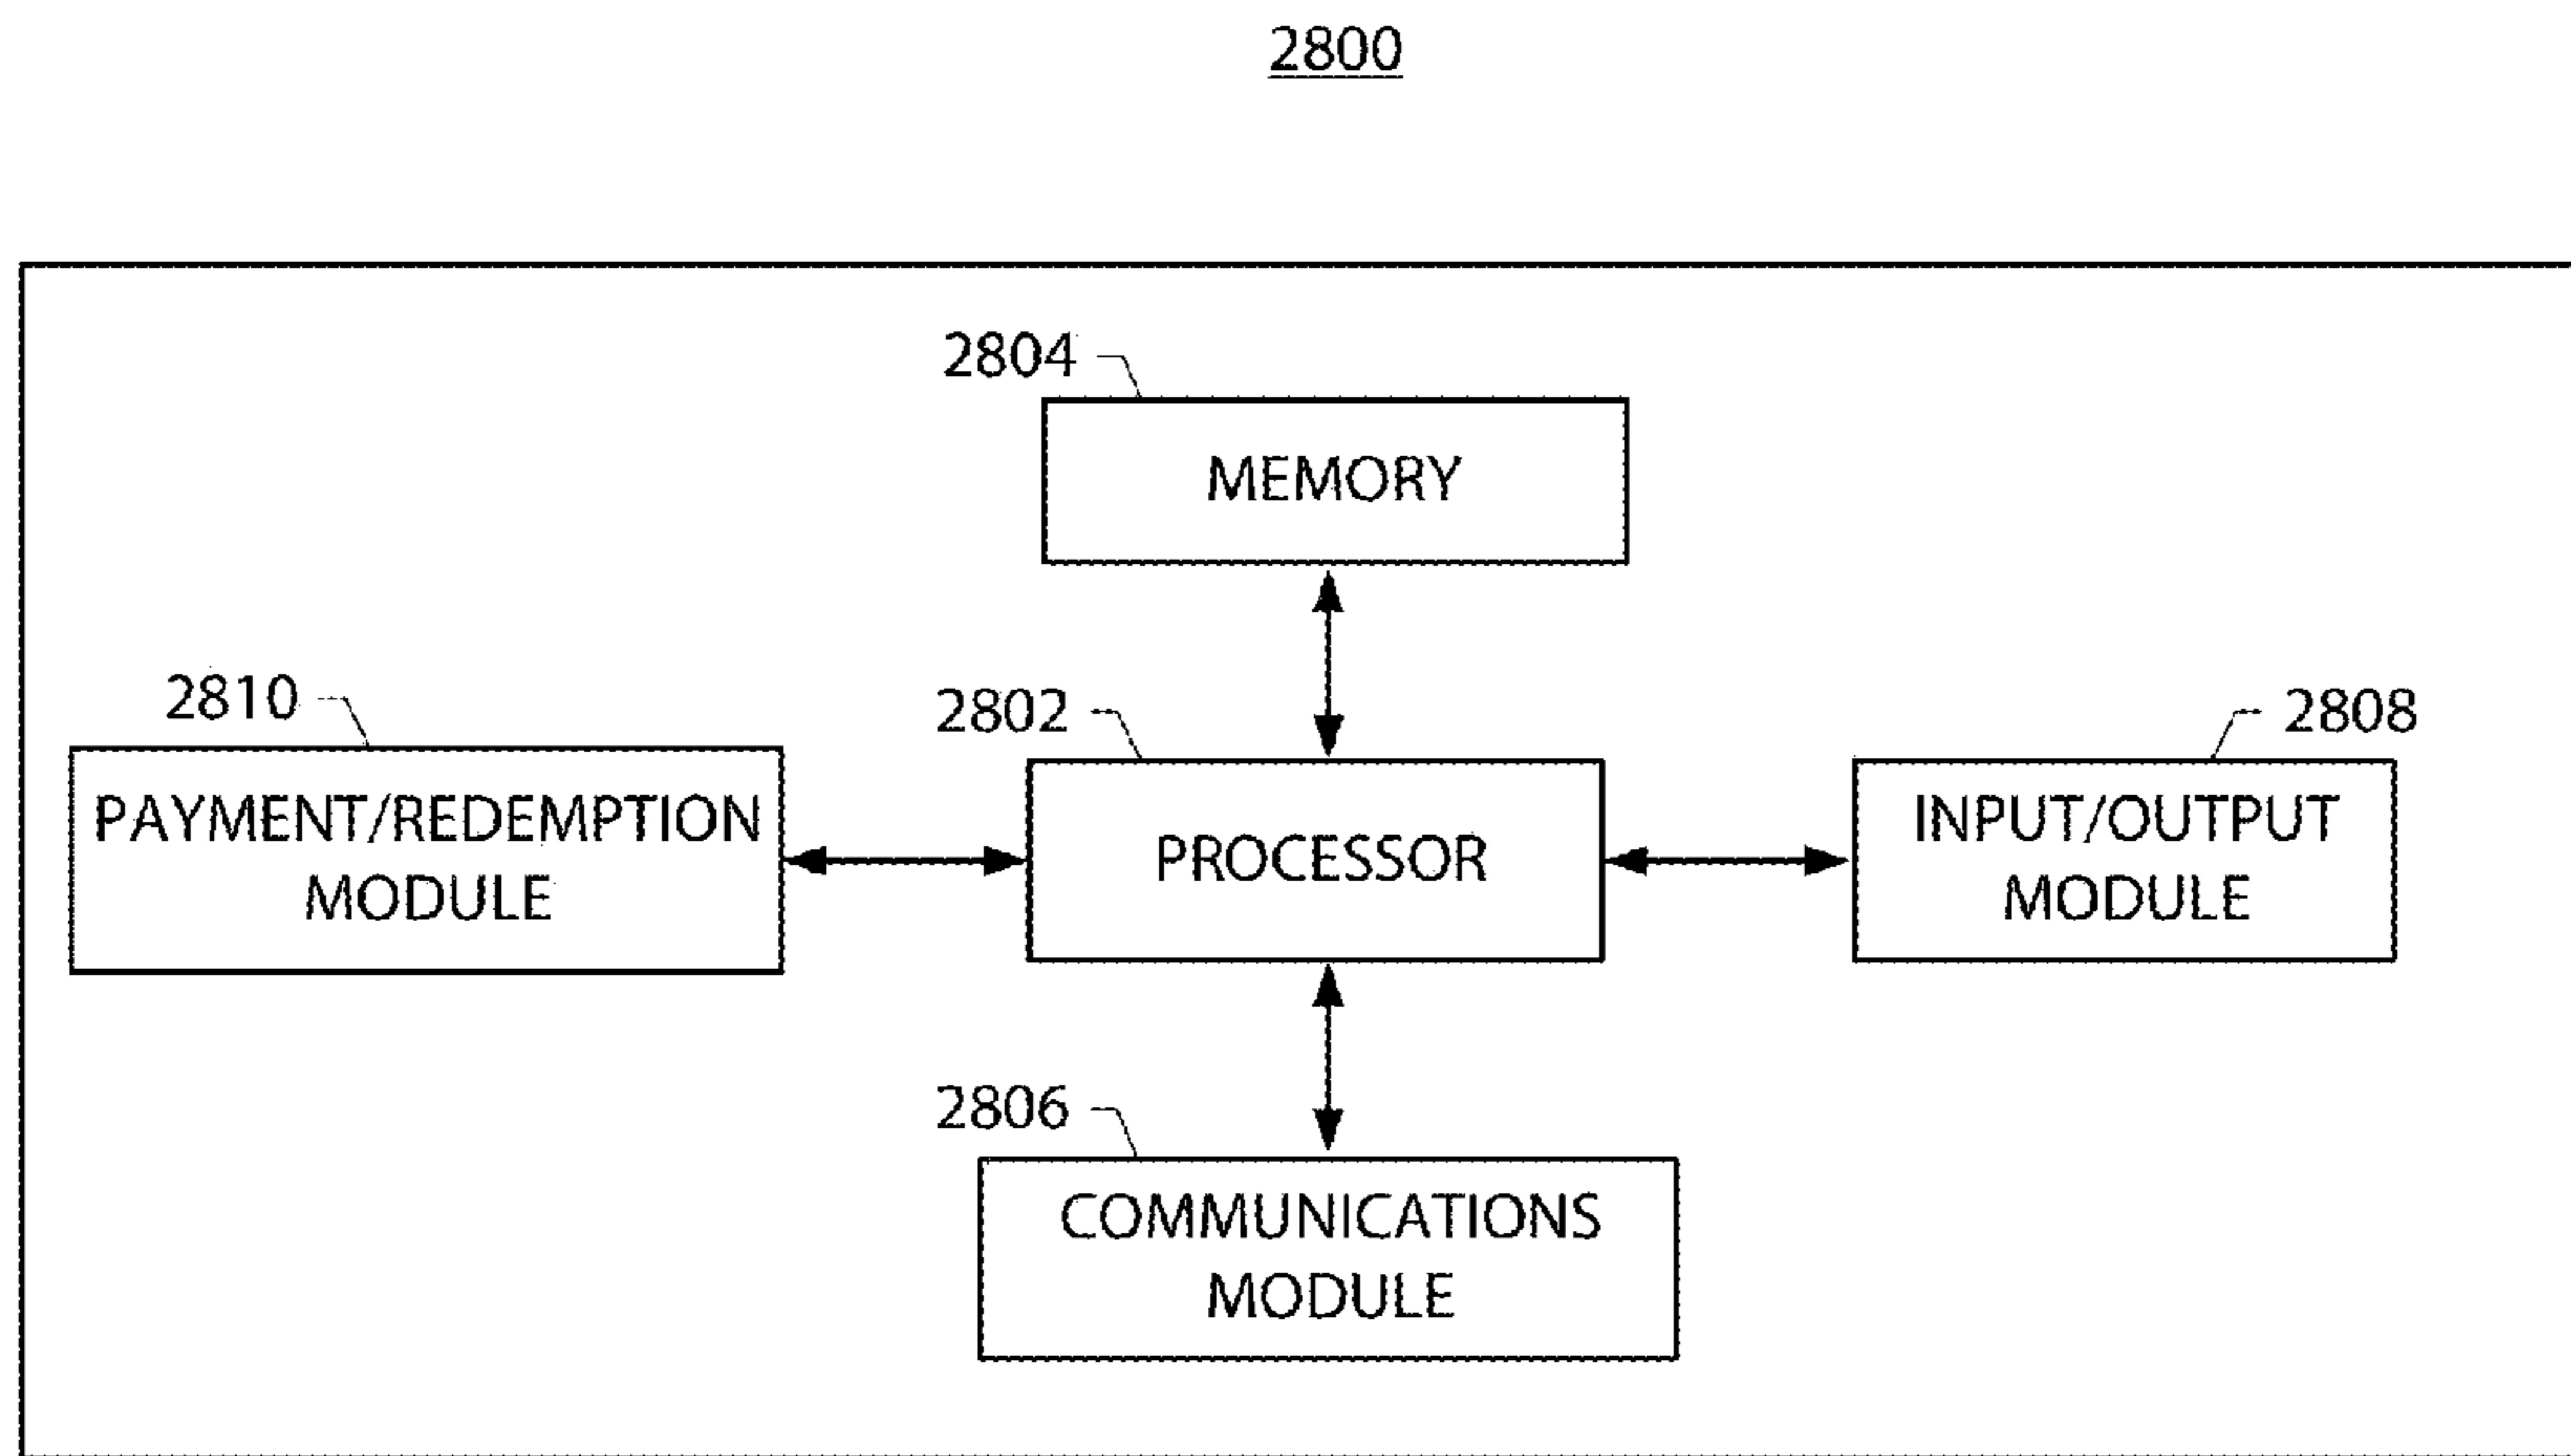 2800
2804
MEMORY
2810
2802
2808
PAYMENT/REDEMPTION
MODULE
PROCESSOR
INPUT/OUTPUT
MODULE
2806
COMMUNICATIONS
MODULE